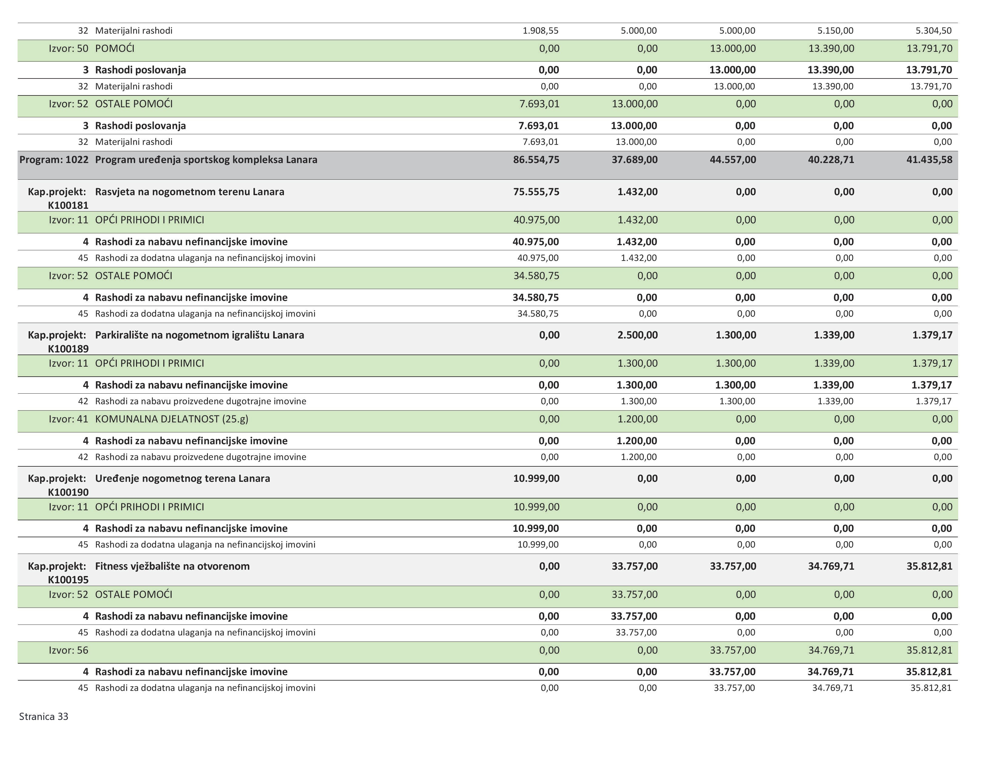 32 Materijalni rashodi 1.908,55 5.000,00 5.000,00 5.150,00 5.304,50
Izvor: 50 POMOĆI 0,00 0,00 13.000,00 13.390,00 13.791,70
3 Rashodi poslovanja 0,00 0,00 13.000,00 13.390,00 13.791,70
32 Materijalni rashodi 0,00 0,00 13.000,00 13.390,00 13.791,70
Izvor: 52 OSTALE POMOĆI 7.693,01 13.000,00 0,00 0,00 0,00
3 Rashodi poslovanja 7.693,01 13.000,00 0,00 0,00 0,00
32 Materijalni rashodi 7.693,01 13.000,00 0,00 0,00 0,00
Program: 1022 Program uređenja sportskog kompleksa Lanara 86.554,75 37.689,00 44.557,00 40.228,71 41.435,58
Kap.projekt: Rasvjeta na nogometnom terenu Lanara 75.555,75 1.432,00 0,00 0,00 0,00
K100181
Izvor: 11 OPĆI PRIHODI I PRIMICI 40.975,00 1.432,00 0,00 0,00 0,00
4 Rashodi za nabavu nefinancijske imovine 40.975,00 1.432,00 0,00 0,00 0,00
45 Rashodi za dodatna ulaganja na nefinancijskoj imovini 40.975,00 1.432,00 0,00 0,00 0,00
Izvor: 52 OSTALE POMOĆI 34.580,75 0,00 0,00 0,00 0,00
4 Rashodi za nabavu nefinancijske imovine 34.580,75 0,00 0,00 0,00 0,00
45 Rashodi za dodatna ulaganja na nefinancijskoj imovini 34.580,75 0,00 0,00 0,00 0,00
Kap.projekt: Parkiralište na nogometnom igralištu Lanara 0,00 2.500,00 1.300,00 1.339,00 1.379,17
K100189
Izvor: 11 OPĆI PRIHODI I PRIMICI 0,00 1.300,00 1.300,00 1.339,00 1.379,17
4 Rashodi za nabavu nefinancijske imovine 0,00 1.300,00 1.300,00 1.339,00 1.379,17
42 Rashodi za nabavu proizvedene dugotrajne imovine 0,00 1.300,00 1.300,00 1.339,00 1.379,17
Izvor: 41 KOMUNALNA DJELATNOST (25.g) 0,00 1.200,00 0,00 0,00 0,00
4 Rashodi za nabavu nefinancijske imovine 0,00 1.200,00 0,00 0,00 0,00
42 Rashodi za nabavu proizvedene dugotrajne imovine 0,00 1.200,00 0,00 0,00 0,00
Kap.projekt: Uređenje nogometnog terena Lanara 10.999,00 0,00 0,00 0,00 0,00
K100190
Izvor: 11 OPĆI PRIHODI I PRIMICI 10.999,00 0,00 0,00 0,00 0,00
4 Rashodi za nabavu nefinancijske imovine 10.999,00 0,00 0,00 0,00 0,00
45 Rashodi za dodatna ulaganja na nefinancijskoj imovini 10.999,00 0,00 0,00 0,00 0,00
Kap.projekt: Fitness vježbalište na otvorenom 0,00 33.757,00 33.757,00 34.769,71 35.812,81
K100195
Izvor: 52 OSTALE POMOĆI 0,00 33.757,00 0,00 0,00 0,00
4 Rashodi za nabavu nefinancijske imovine 0,00 33.757,00 0,00 0,00 0,00
45 Rashodi za dodatna ulaganja na nefinancijskoj imovini 0,00 33.757,00 0,00 0,00 0,00
Izvor: 56 0,00 0,00 33.757,00 34.769,71 35.812,81
4 Rashodi za nabavu nefinancijske imovine 0,00 0,00 33.757,00 34.769,71 35.812,81
45 Rashodi za dodatna ulaganja na nefinancijskoj imovini 0,00 0,00 33.757,00 34.769,71 35.812,81
Stranica 33